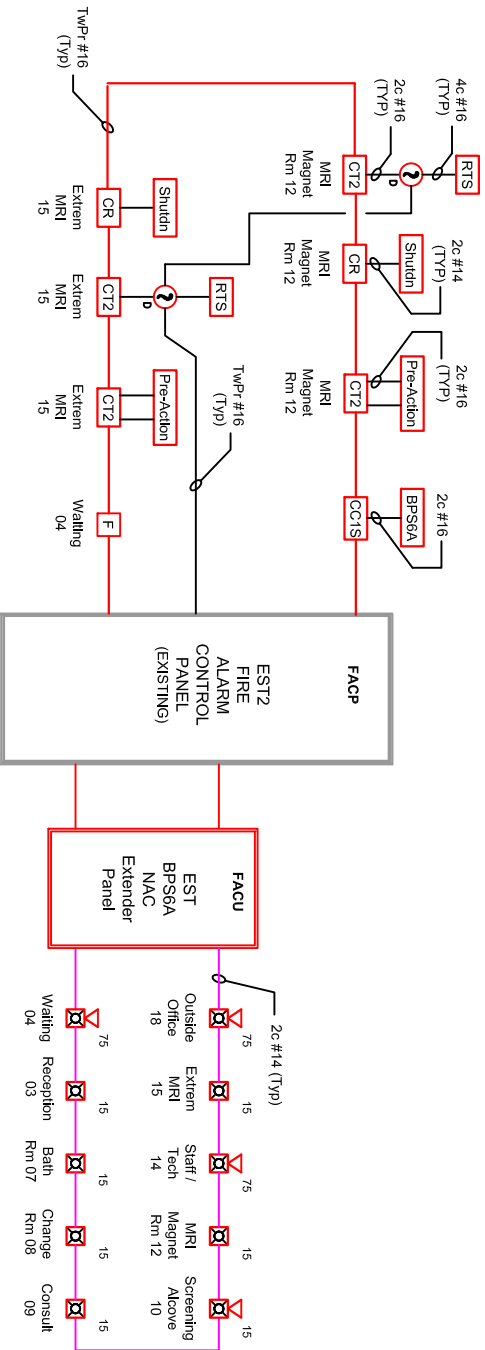 TwPr #16
(Typ)
2c #16
(TYP)
4c #16
(TYP)
RTS
D
CT2
MRI
Magnet
Rm 12
2c #14
(TYP)
Shutdn
CR
MRI
Magnet
Rm 12
2c #16
(TYP)
Pre-Action
CT2
MRI
Magnet
Rm 12
2c #16
BPS6A
CC1S
Shutdn
CR
Extrem
MRI
15
RTS
D
CT2
Extrem
MRI
15
Pre-Action
CT2
Extrem
MRI
15
TwPr #16
(Typ)
F
Waiting
04
FACP
EST2
FIRE
ALARM
CONTROL
PANEL
(EXISTING)
FACU
EST
BPS6A
NAC
Extender
Panel
2c #14 (Typ)
75
Outside
Office
18
15
Extrem
MRI
15
75
Staff /
Tech
14
15
MRI
Magnet
Rm 12
15
Screening
Alcove
10
75
Waiting
04
15
Reception
03
15
Bath
Rm 07
15
Change
Rm 08
15
Consult
09